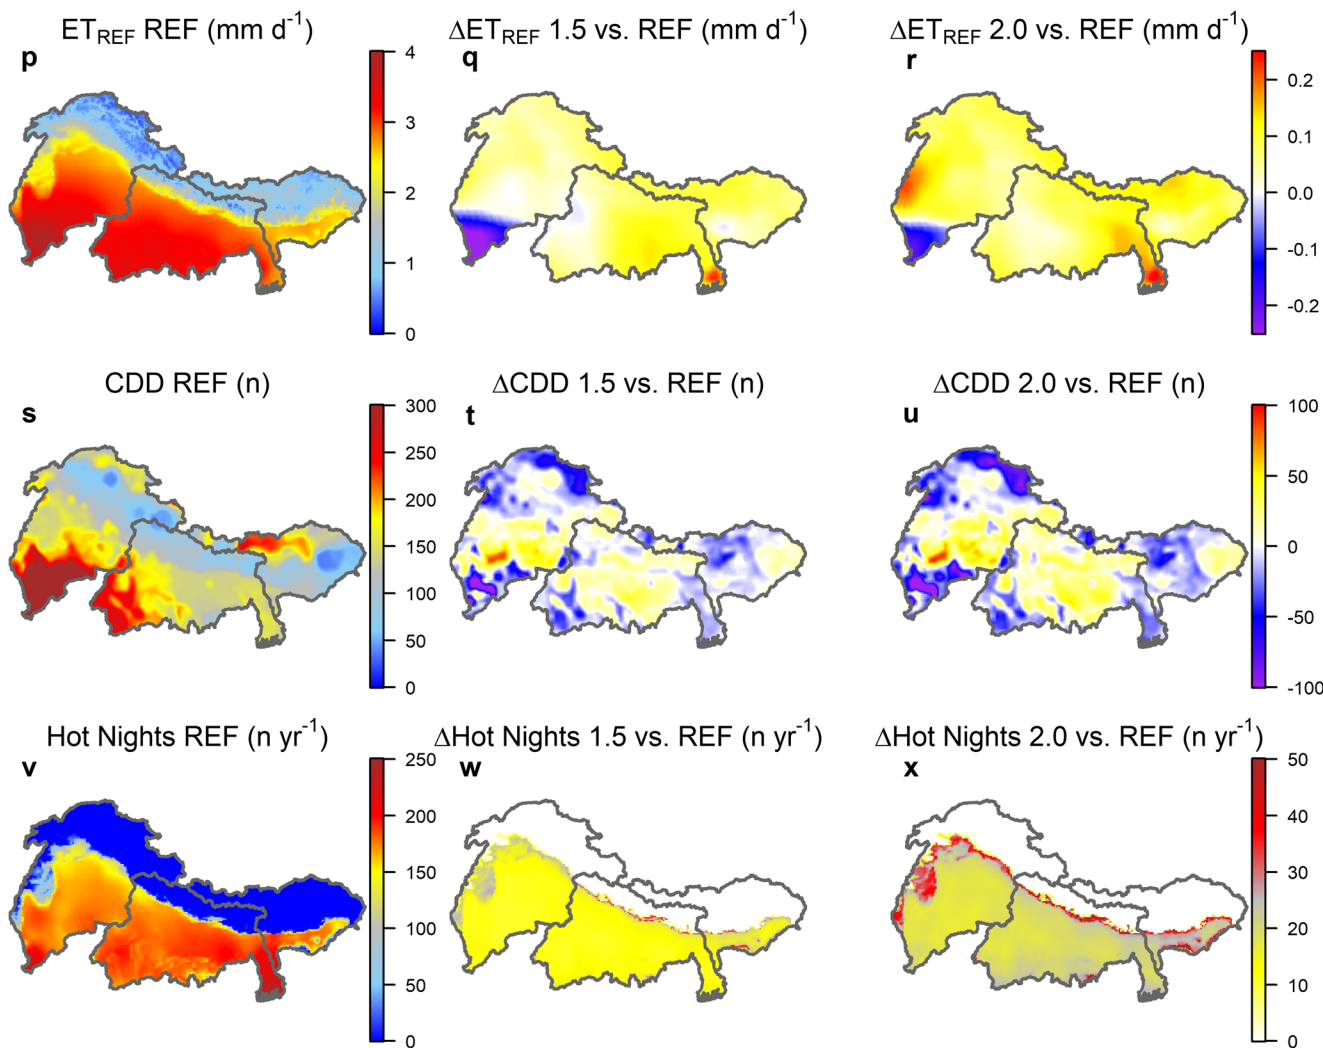 ET_REF REF (mm d⁻¹)
ΔET_REF 1.5 vs. REF (mm d⁻¹)
ΔET_REF 2.0 vs. REF (mm d⁻¹)
p
q
r
4
3
2
1
0
0.2
0.1
0.0
-0.1
-0.2
CDD REF (n)
ΔCDD 1.5 vs. REF (n)
ΔCDD 2.0 vs. REF (n)
s
t
u
300
250
200
150
100
50
0
100
50
0
-50
-100
Hot Nights REF (n yr⁻¹)
ΔHot Nights 1.5 vs. REF (n yr⁻¹)
ΔHot Nights 2.0 vs. REF (n yr⁻¹)
v
w
x
250
200
150
100
50
0
50
40
30
20
10
0